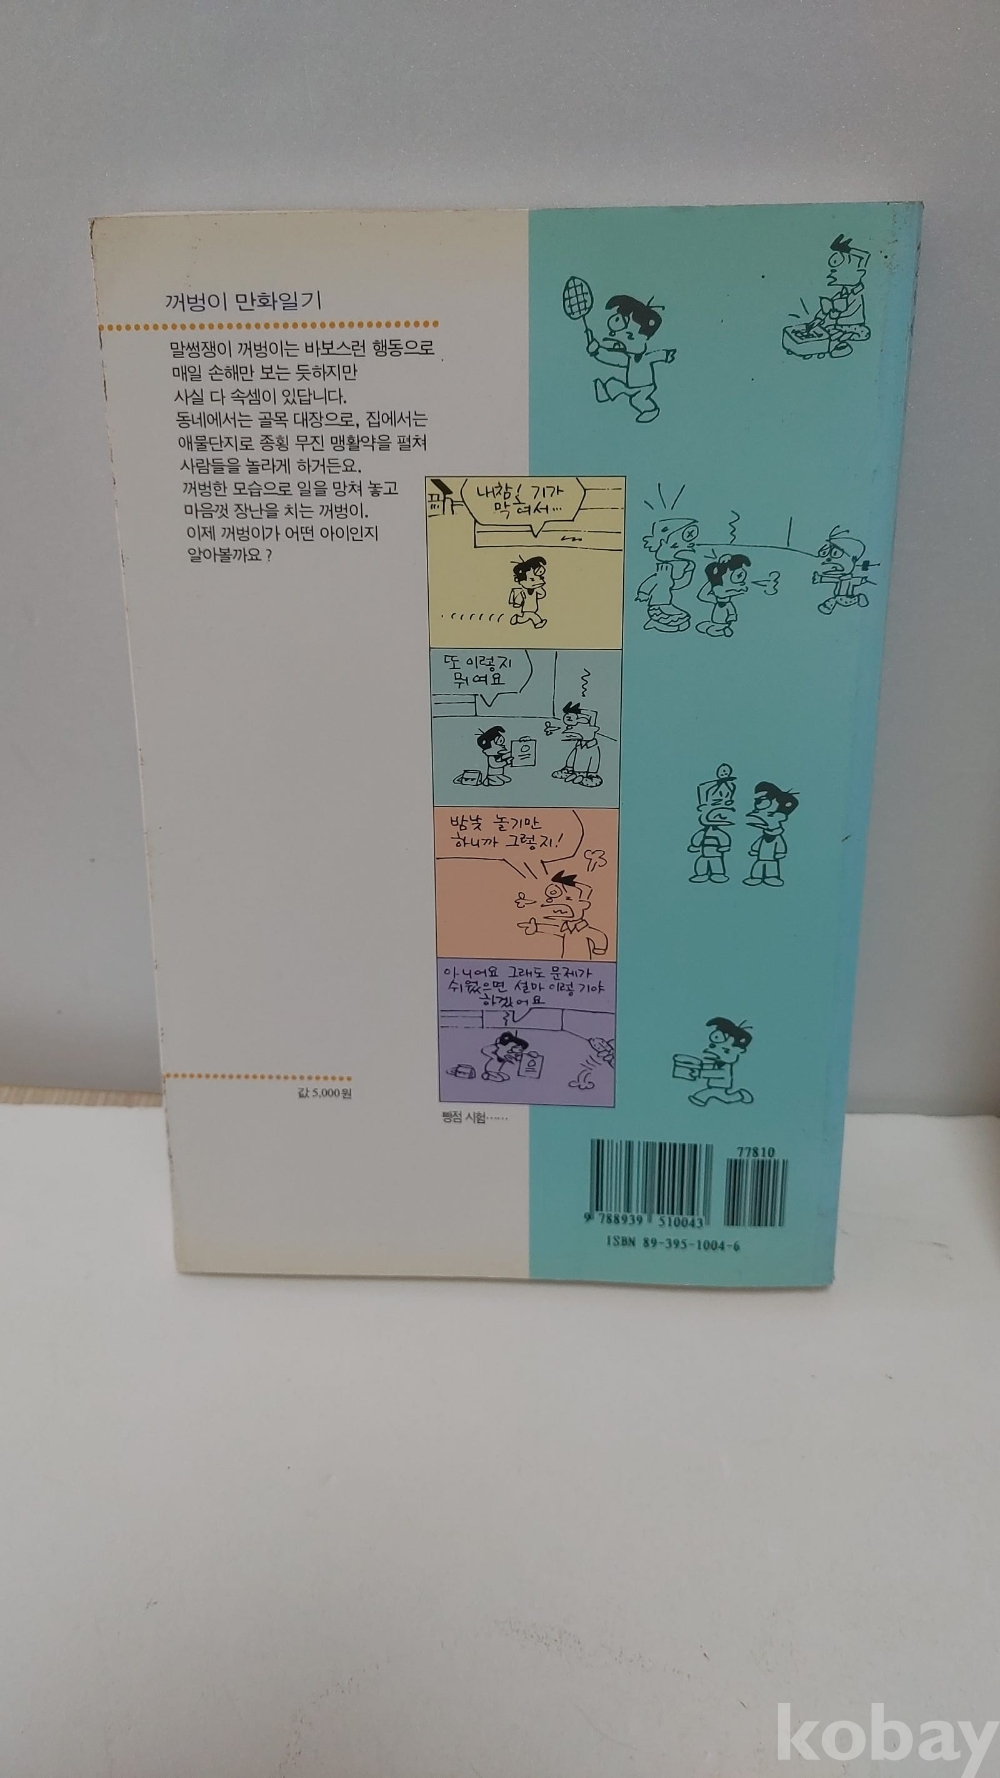 꺼벙이 만화일기
말썽쟁이 꺼벙이는 바보스런 행동으로
매일 손해만 보는 듯하지만
사실 다 속셈이 있답니다.
동네에서는 골목 대장으로, 집에서는
애물단지로 종횡 무진 맹활약을 펼쳐
사람들을 놀라게 하거든요.
꺼벙한 모습으로 일을 망쳐 놓고
마음껏 장난을 치는 꺼벙이.
이제 꺼벙이가 어떤 아이인지
알아볼까요?
내참! 기가
막혀서…
또 이렇지
뭐여요
밤낮 놀기만
하니까 그렇지!
아니어요 그래도 문제가
쉬웠으면 설마 이렇기야
하겠어요
값 5,000원
빵점 시험……
77810
9 788939 510043
ISBN 89-395-1004-6
kobay